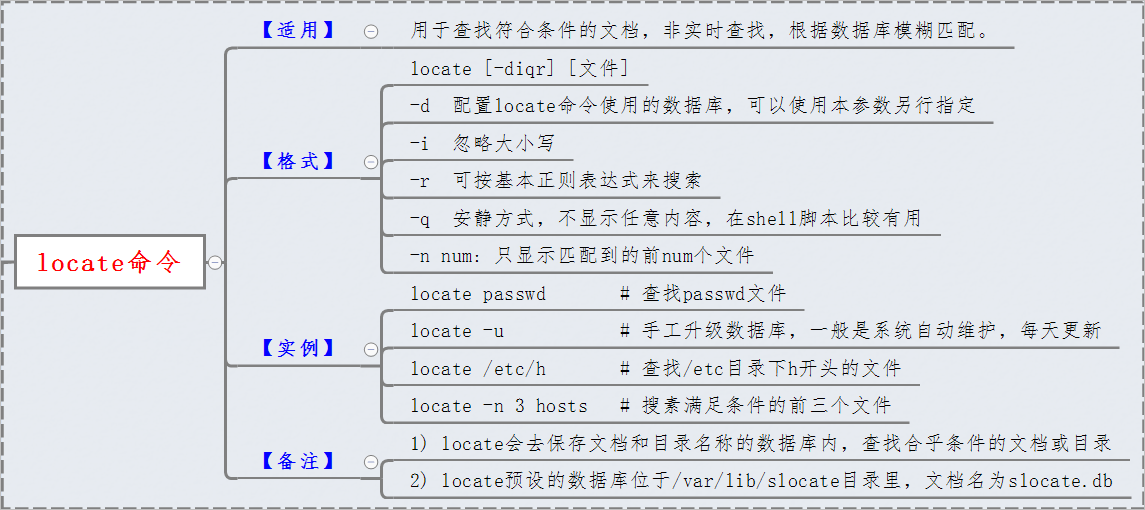 locate命令
【适用】
用于查找符合条件的文档，非实时查找，根据数据库模糊匹配。
【格式】
locate [-diqr] [文件]
-d 配置locate命令使用的数据库，可以使用本参数另行指定
-i 忽略大小写
-r 可按基本正则表达式来搜索
-q 安静方式，不显示任意内容，在shell脚本比较有用
-n num: 只显示匹配到的前num个文件
【实例】
locate passwd # 查找passwd文件
locate -u # 手工升级数据库，一般是系统自动维护，每天更新
locate /etc/h # 查找/etc目录下h开头的文件
locate -n 3 hosts # 搜素满足条件的前三个文件
【备注】
1) locate会去保存文档和目录名称的数据库内，查找合乎条件的文档或目录
2) locate预设的数据库位于/var/lib/slocate目录里，文档名为slocate.db